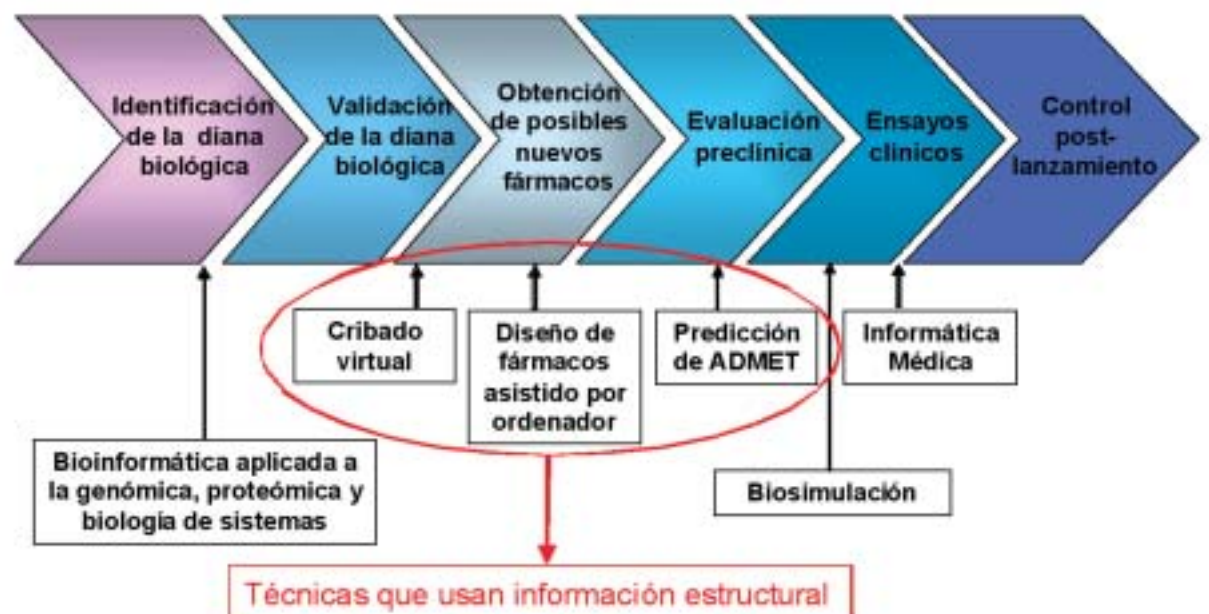 Identificación
de la diana
biológica
Validación
de la diana
biológica
Obtención
de posibles
nuevos
fármacos
Evaluación
preclínica
Ensayos
clínicos
Control
post-
lanzamiento
Cribado
virtual
Diseño de
fármacos
asistido por
ordenador
Predicción
de ADMET
Informática
Médica
Bioinformática aplicada a
la genómica, proteómica y
biología de sistemas
Biosimulación
Técnicas que usan información estructural